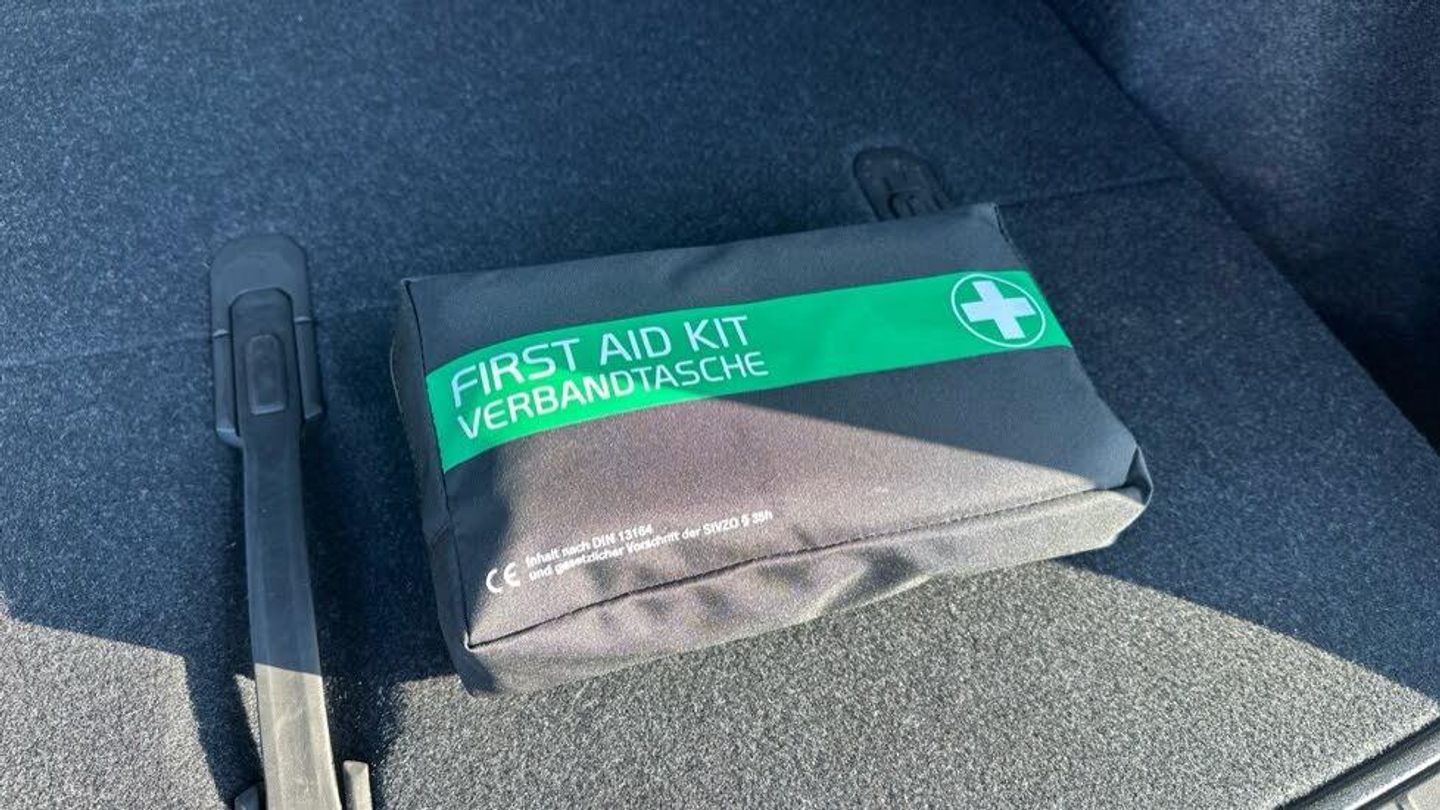 FIRST AID KIT
VERBANDTASCHE
CE Inhalt nach DIN 13164
und gesetzlicher Vorschrift der StVZO § 35h